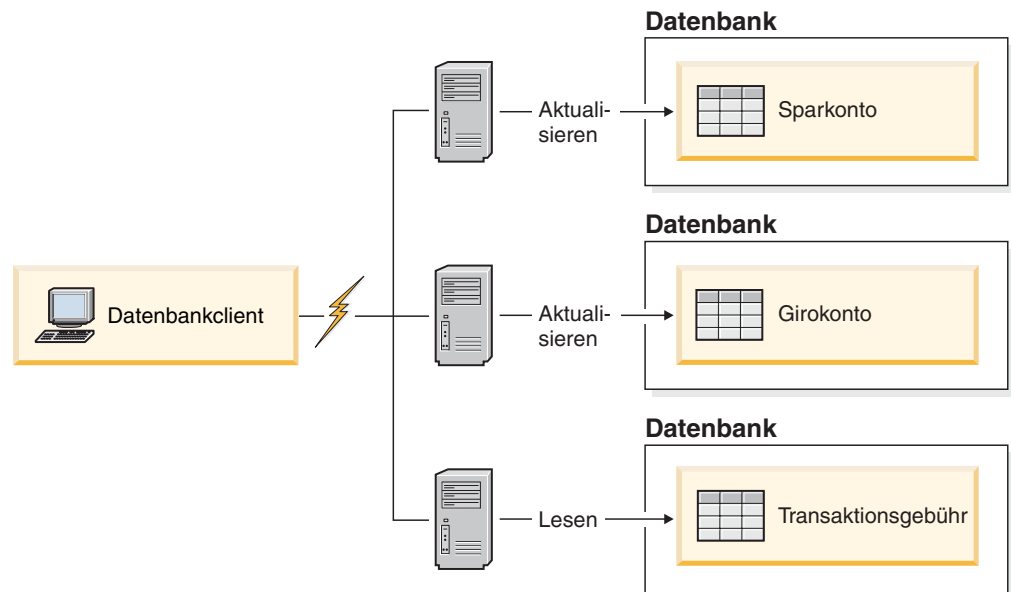 Datenbank
Aktuali-
sieren
Sparkonto
Datenbank
Datenbankclient
Aktuali-
sieren
Girokonto
Datenbank
Lesen
Transaktionsgebühr